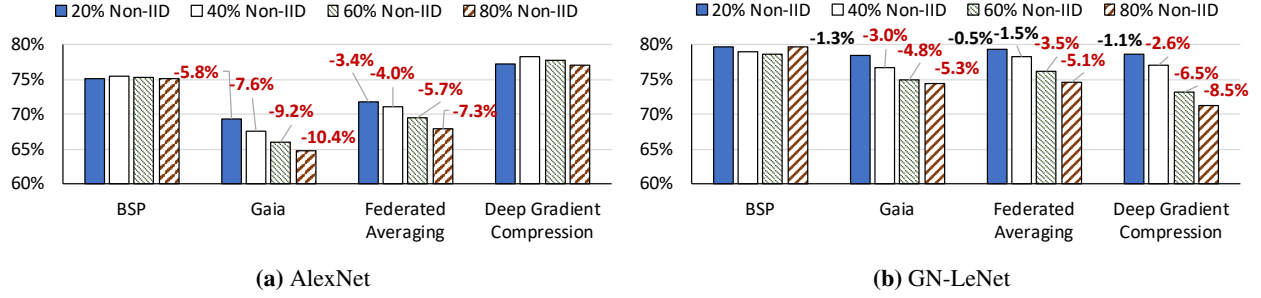 20% Non-IID 40% Non-IID 60% Non-IID 80% Non-IID
80%
75%
70%
65%
60%
-5.8%
-7.6%
-9.2%
-10.4%
-3.4%
-4.0%
-5.7%
-7.3%
BSP
Gaia
Federated
Averaging
Deep Gradient
Compression
(a) AlexNet
20% Non-IID 40% Non-IID 60% Non-IID 80% Non-IID
80%
75%
70%
65%
60%
-1.3%
-3.0%
-4.8%
-5.3%
-0.5%
-1.5%
-3.5%
-5.1%
-1.1%
-2.6%
-6.5%
-8.5%
BSP
Gaia
Federated
Averaging
Deep Gradient
Compression
(b) GN-LeNet